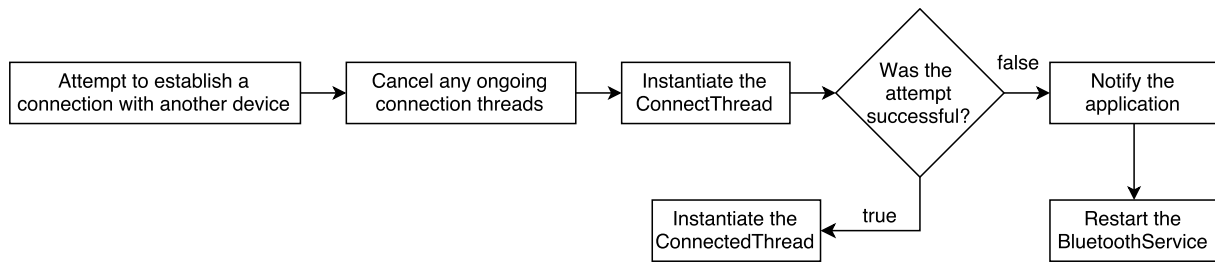 Attempt to establish a
connection with another device
Cancel any ongoing
connection threads
Instantiate the
ConnectThread
Was the
attempt
successful?
false
Notify the
application
true
Instantiate the
ConnectedThread
Restart the
BluetoothService